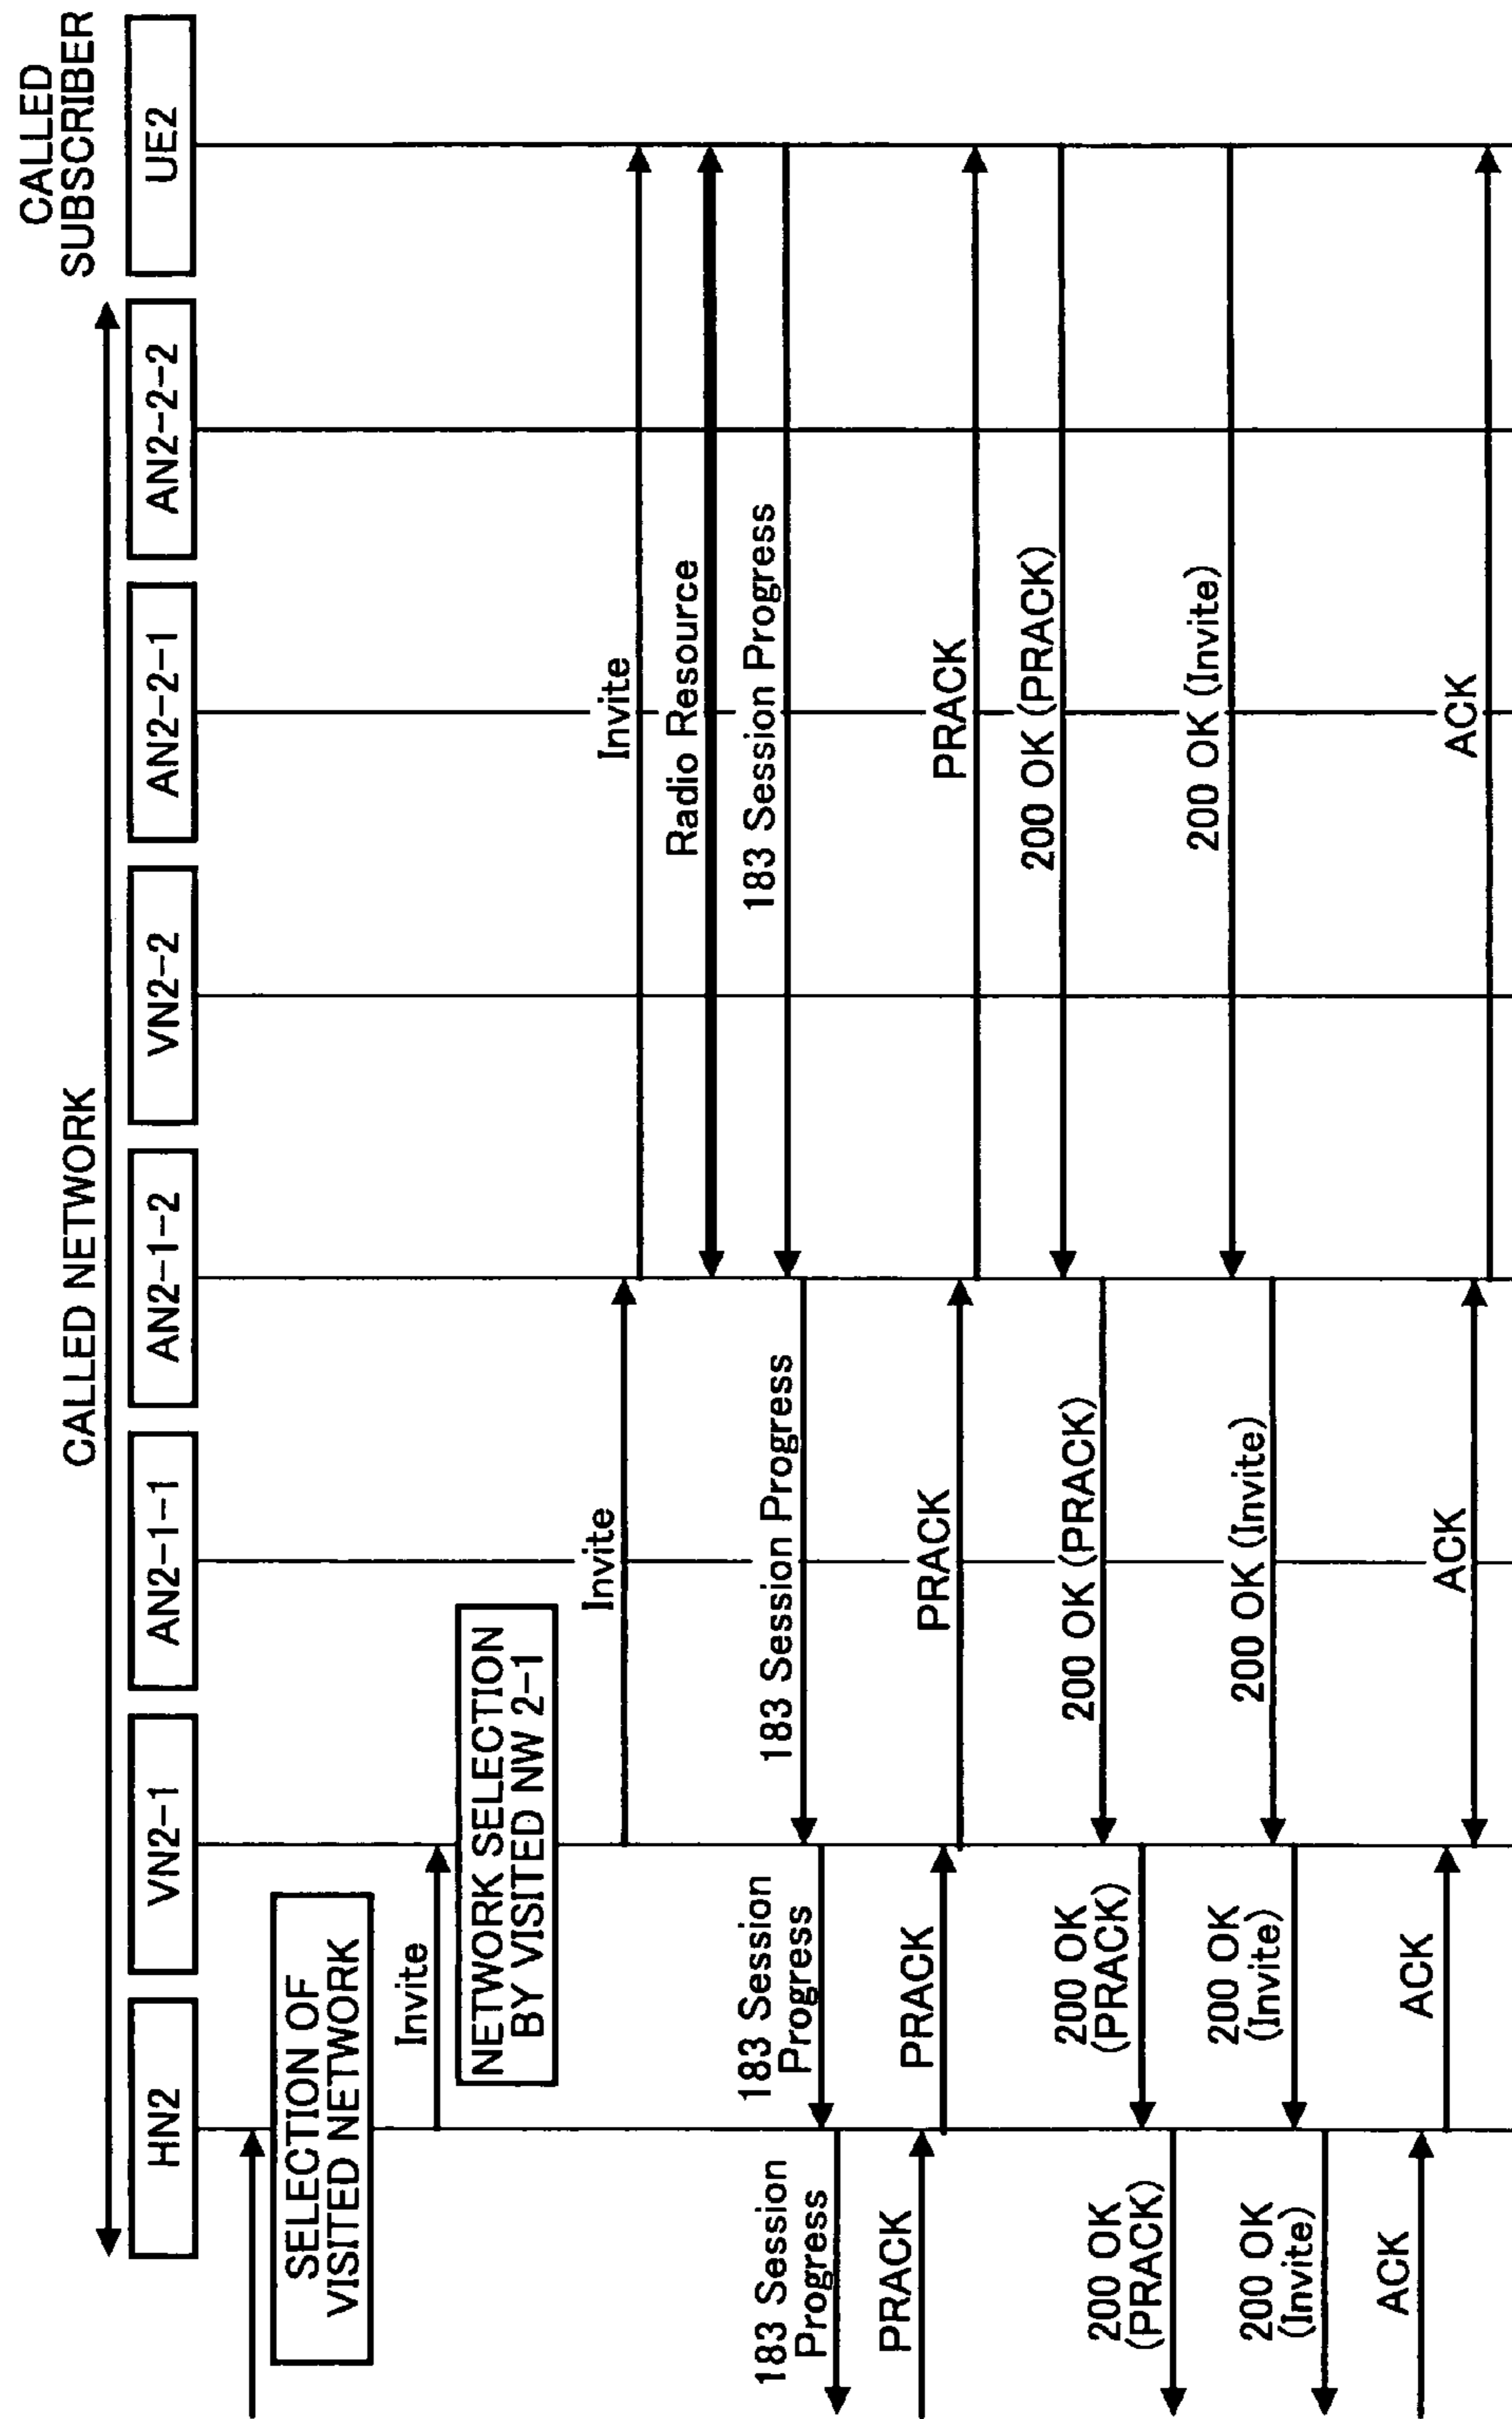 CALLED NETWORK
CALLED
SUBSCRIBER
HN2
VN2-1
AN2-1-1
AN2-1-2
VN2-2
AN2-2-1
AN2-2-2
UE2
SELECTION OF
VISITED NETWORK
Invite
NETWORK SELECTION
BY VISITED NW 2-1
Invite
Invite
Radio Resource
183 Session Progress
183 Session Progress
183 Session
Progress
183 Session
Progress
PRACK
PRACK
PRACK
PRACK
200 OK (PRACK)
200 OK (PRACK)
200 OK
(PRACK)
200 OK
(PRACK)
200 OK (Invite)
200 OK (Invite)
200 OK
(Invite)
200 OK
(Invite)
ACK
ACK
ACK
ACK